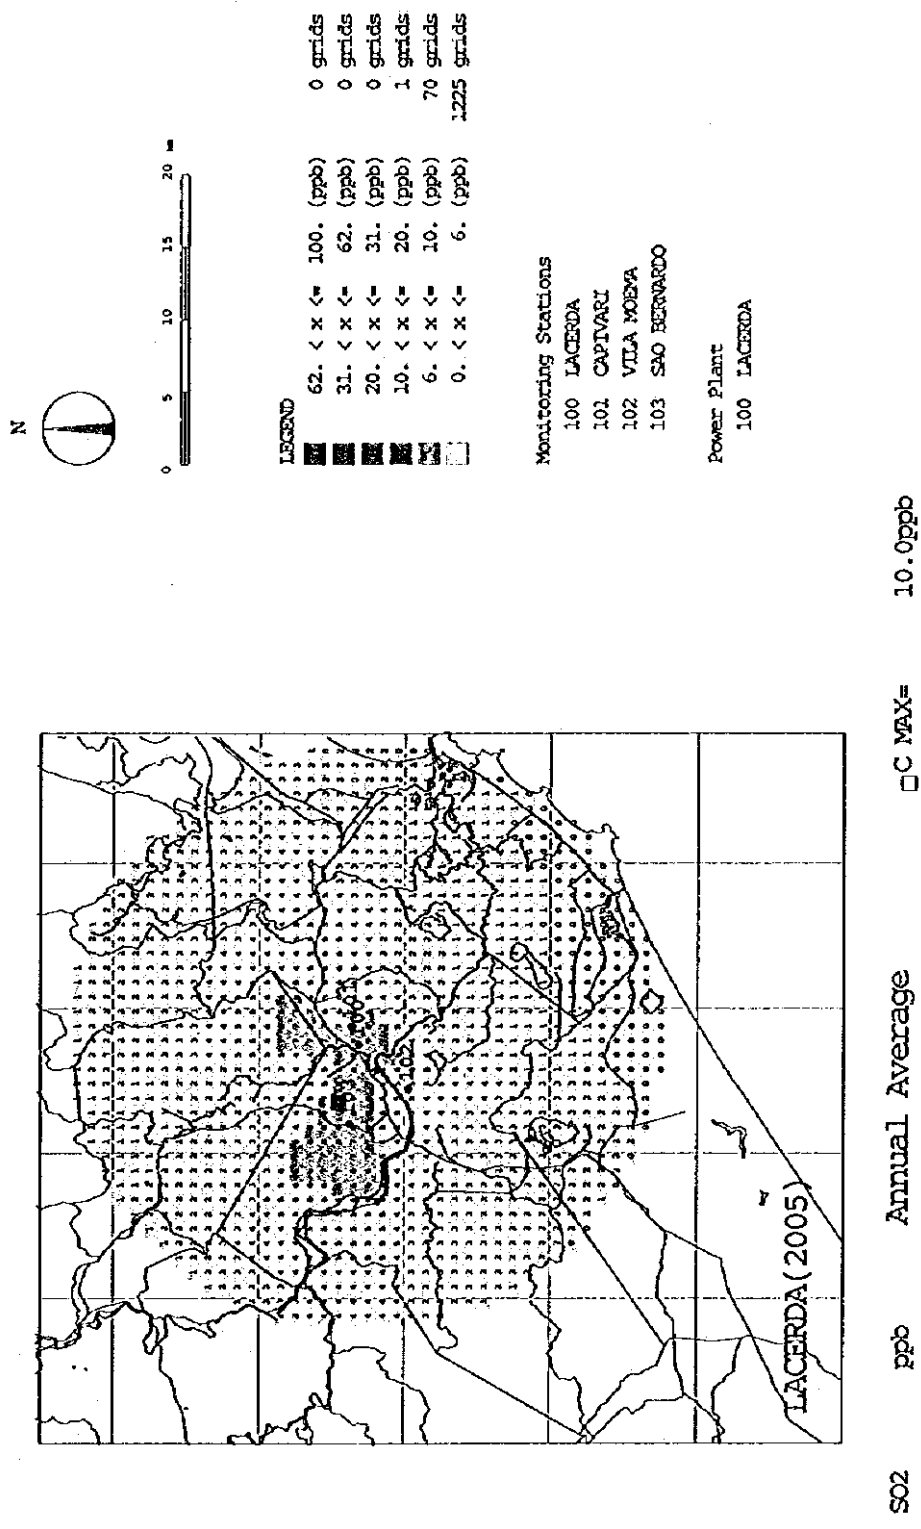 N
0 5 10 15 20
LEGEND
62. < x <= 100. (ppb) 0 grids
31. < x <= 62. (ppb) 0 grids
20. < x <= 31. (ppb) 0 grids
10. < x <= 20. (ppb) 1 grids
6. < x <= 10. (ppb) 70 grids
0. < x <= 6. (ppb) 1225 grids
Monitoring Stations
100 LACERDA
101 CAPIVARI
102 VILA MOEMA
103 SAO BERNARDO
Power Plant
100 LACERDA
100
102
LACERDA(2005)
SO2 ppb Annual Average □C MAX= 10.0ppb